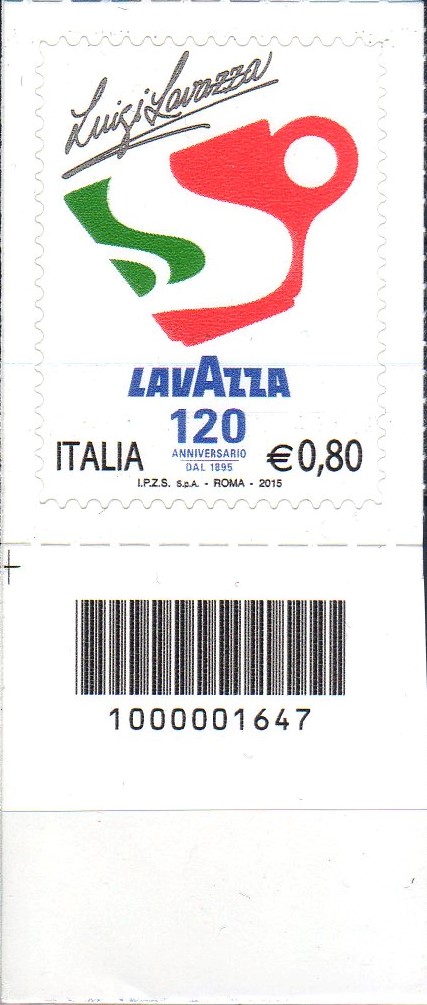 Luigi Lavazza
LAVAZZA
120
ANNIVERSARIO
DAL 1895
ITALIA €0,80
I.P.Z.S. S.p.A. - ROMA - 2015
1000001647